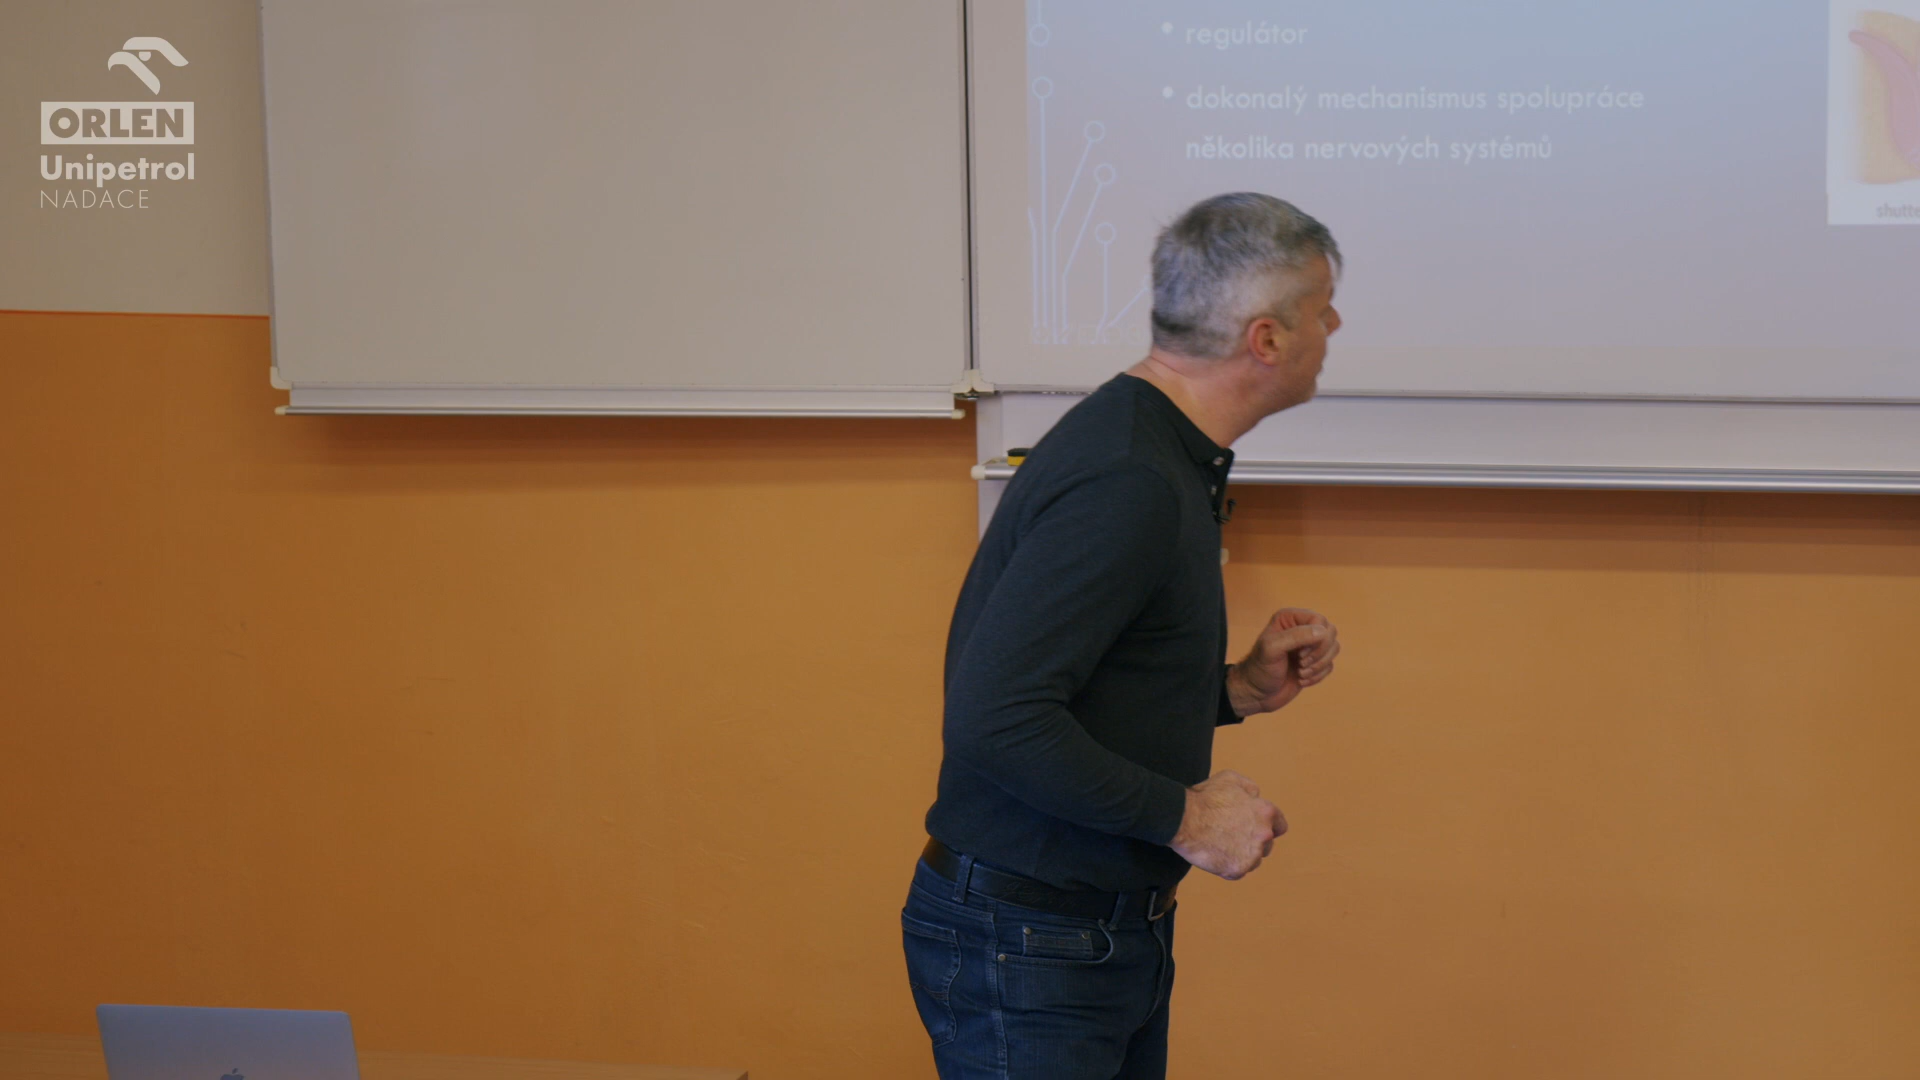 ORLEN
Unipetrol
NADACE
• regulátor
• dokonalý mechanismus spolupráce
několika nervových systémů